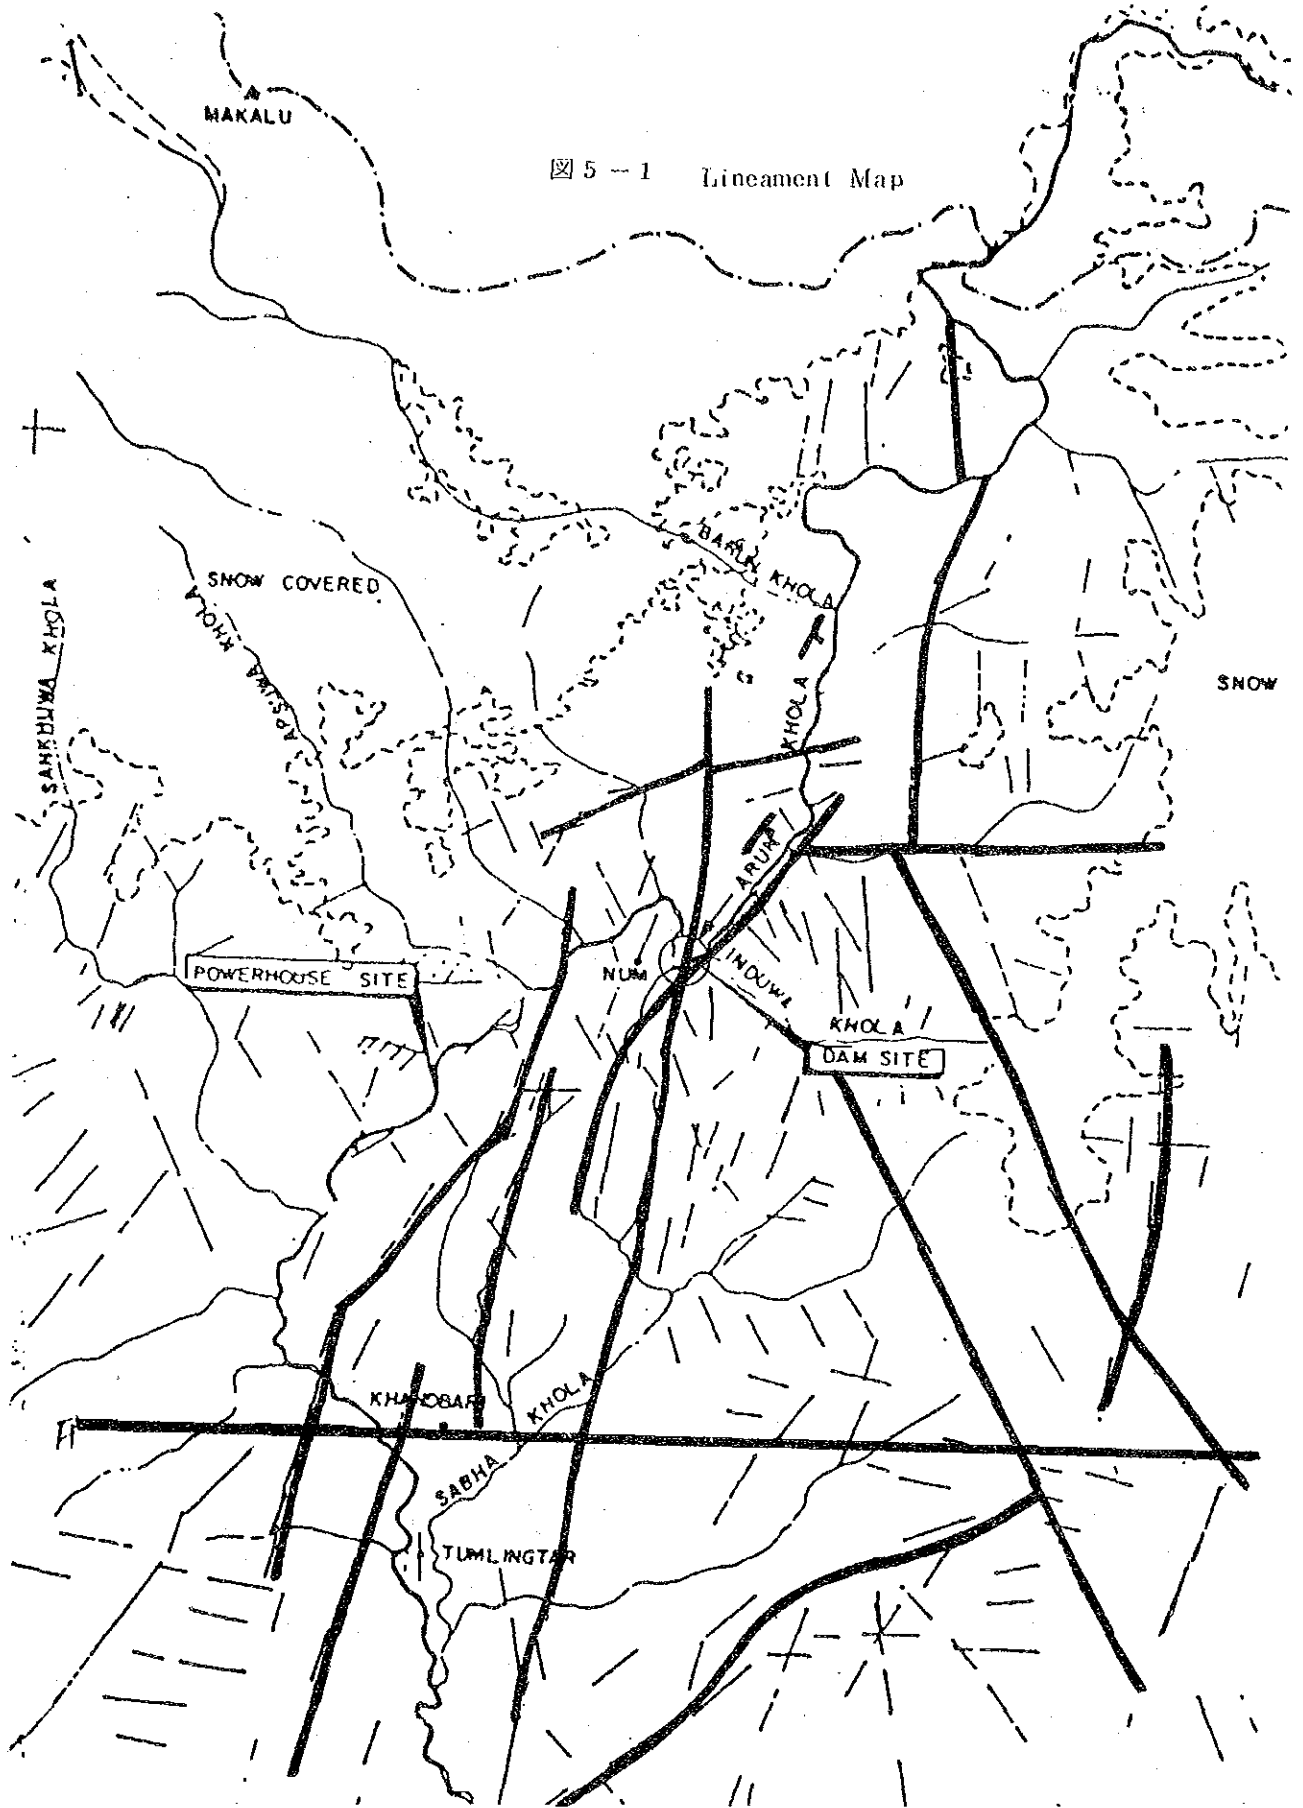 MAKALU
図5-1 Lineament Map
BARUN KHOLA
SNOW COVERED
SANKHUWA KHOLA
APSUWA KHOLA
SNOW
KHOLA
ARUN
POWERHOUSE SITE
NUM
INDUWA
KHOLA
DAM SITE
KHANDBARI
SABHA KHOLA
TUMLINGTAR